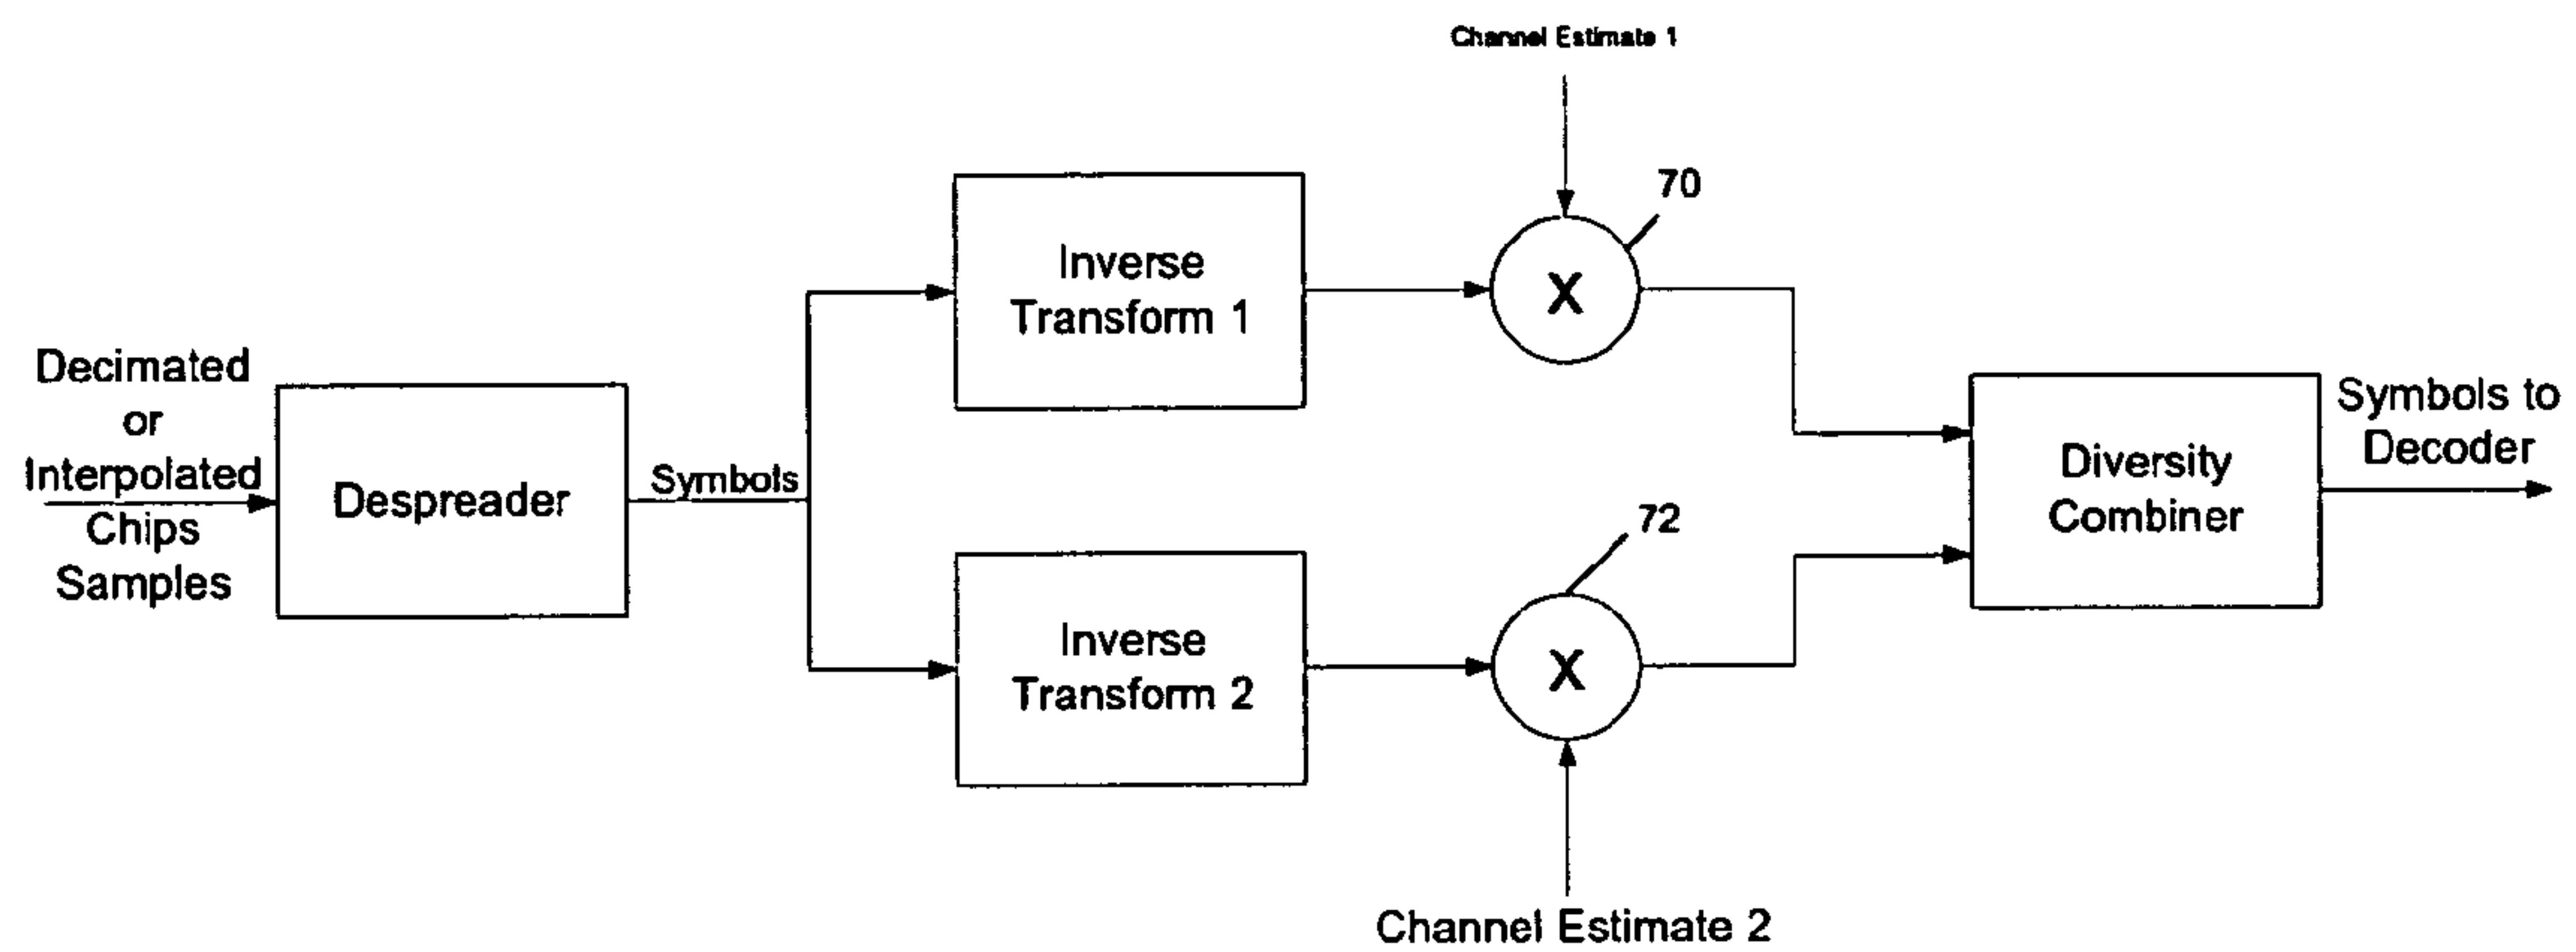 Channel Estimate 1
70
Inverse
Transform 1
X
Decimated
or
Interpolated
Chips
Samples
Despreader
Symbols
Diversity
Combiner
Symbols to
Decoder
72
Inverse
Transform 2
X
Channel Estimate 2